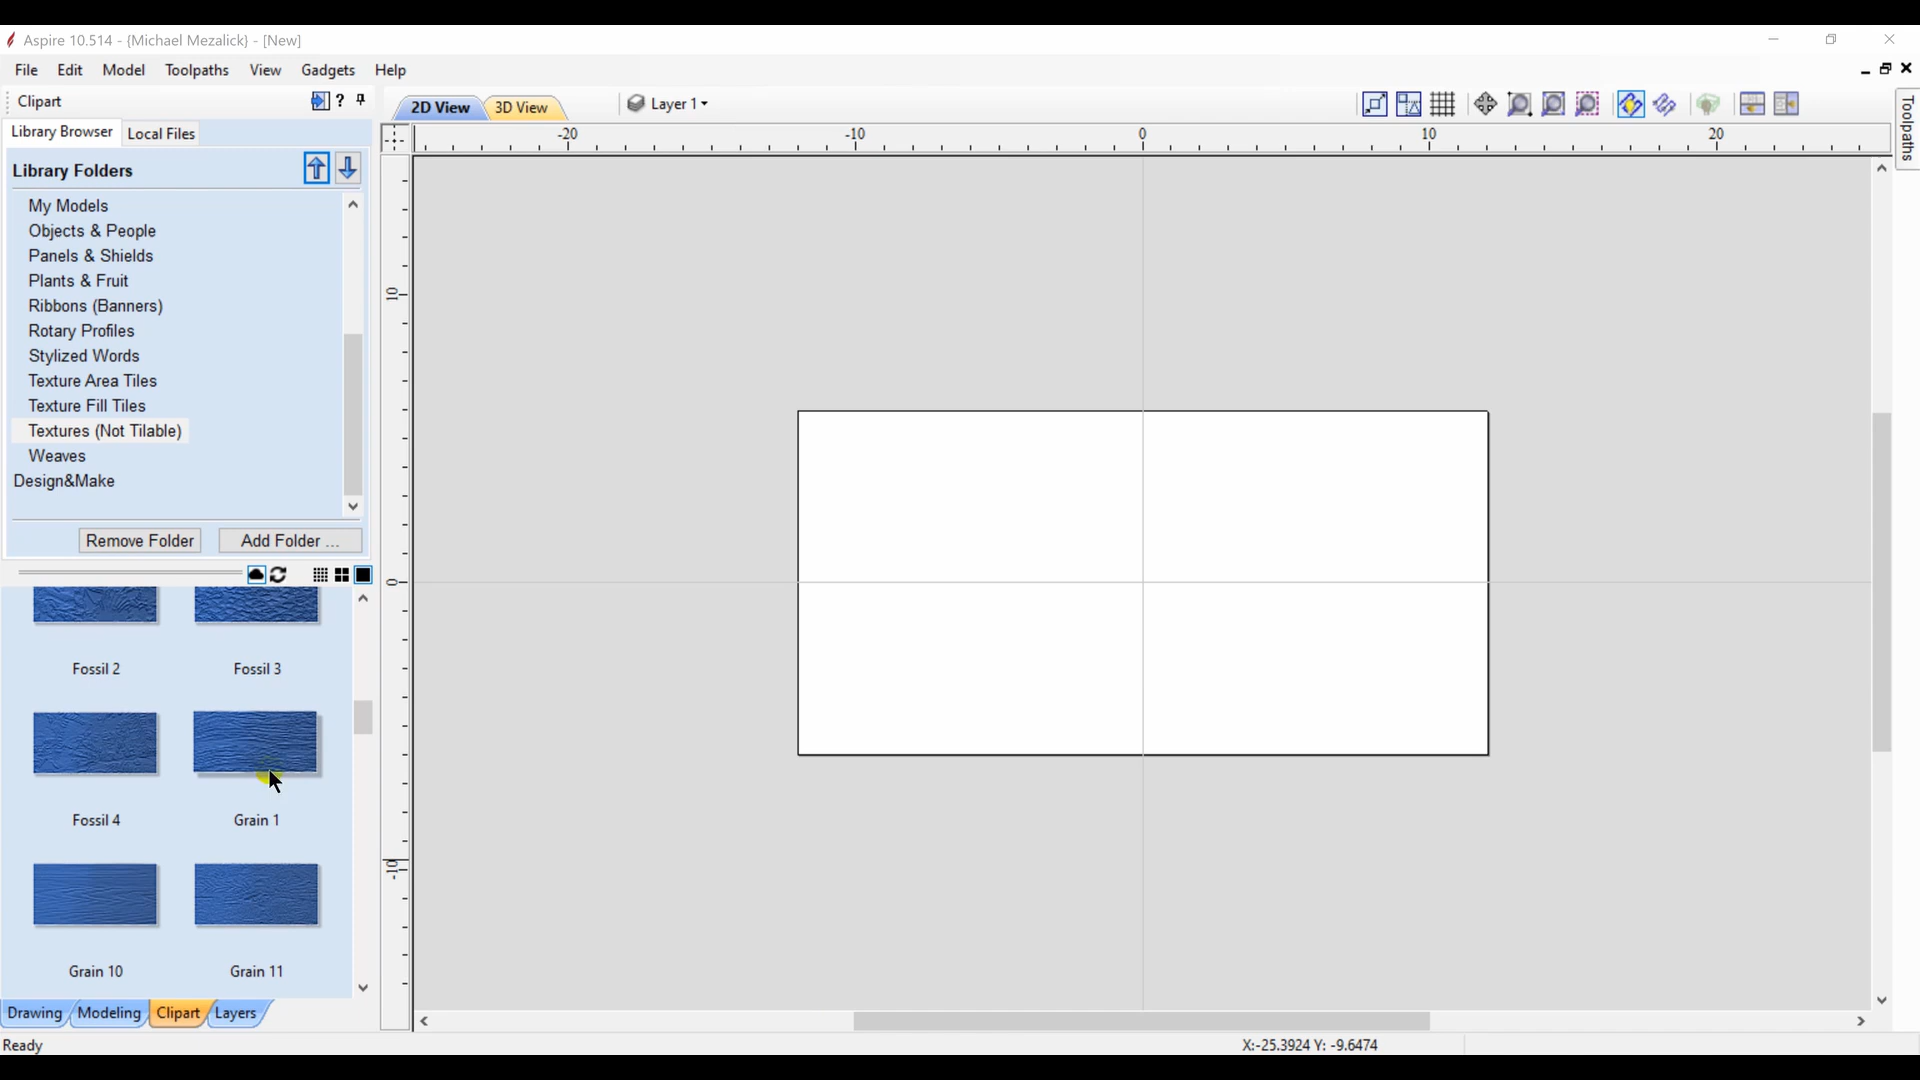 Aspire 10.514 - {Michael Mezalick} - [New]
File Edit Model Toolpaths View Gadgets Help
Clipart
?
2D View 3D View Layer 1
Toolpaths
Library Browser Local Files
-20 -10 0 10 20
Library Folders
My Models
Objects & People
Panels & Shields
Plants & Fruit
Ribbons (Banners)
Rotary Profiles
Stylized Words
Texture Area Tiles
Texture Fill Tiles
Textures (Not Tilable)
Weaves
Design&Make
Remove Folder Add Folder ...
10
0
-10
Fossil 2 Fossil 3
Fossil 4 Grain 1
Grain 10 Grain 11
Drawing Modeling Clipart Layers
Ready X:-25.3924 Y: -9.6474